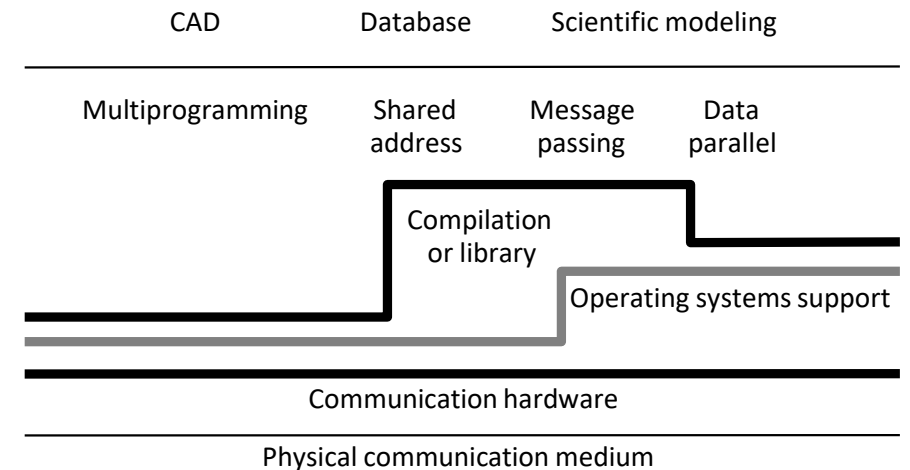 CAD Database Scientific modeling
Multiprogramming Shared address Message passing Data parallel
Compilation
or library
Operating systems support
Communication hardware
Physical communication medium